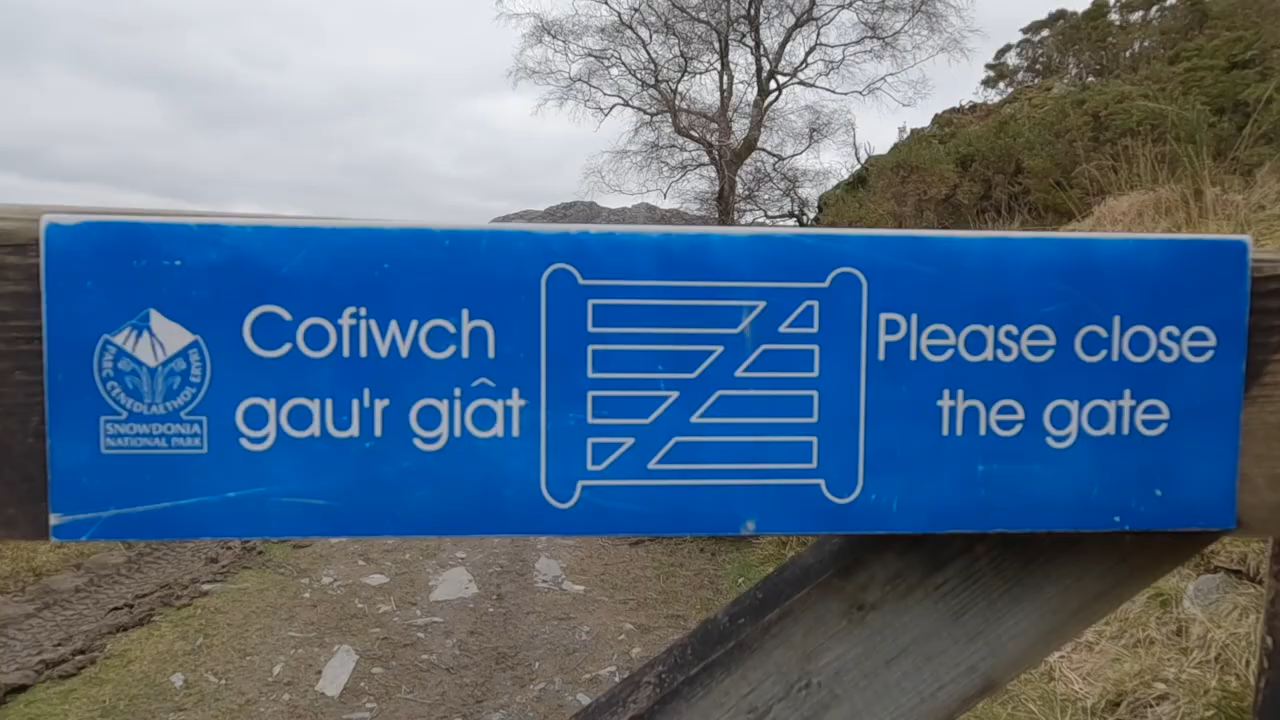 Cofiwch
gau'r giât
Please close
the gate
PARC CENEDLAETHOL ERYRI
SNOWDONIA
NATIONAL PARK